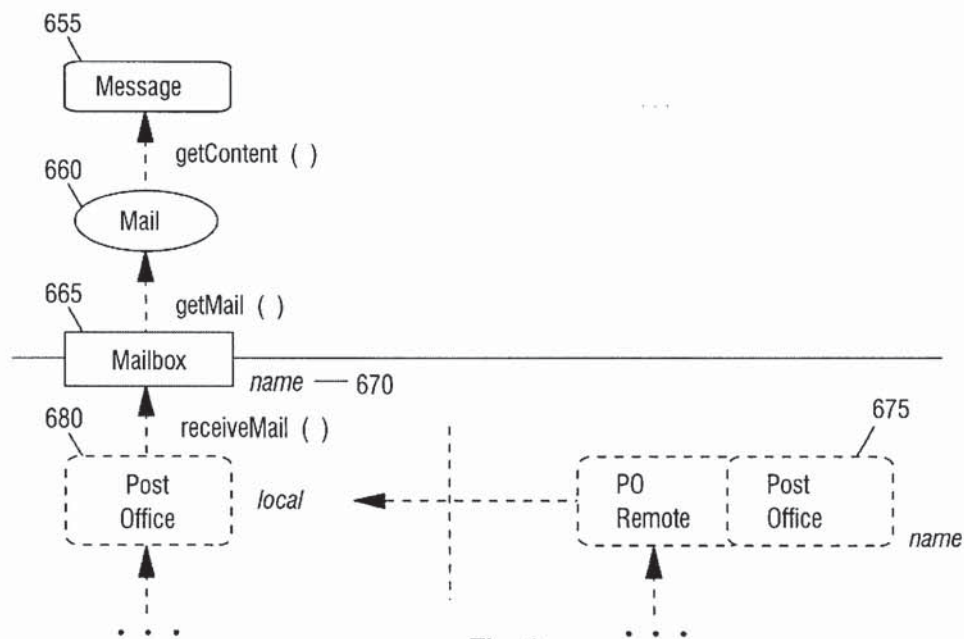 655
Message
getContent ( )
660
Mail
getMail ( )
665
Mailbox
name
670
680
receiveMail ( )
675
Post
Office
local
PO
Remote
Post
Office
name
. . .
. . .